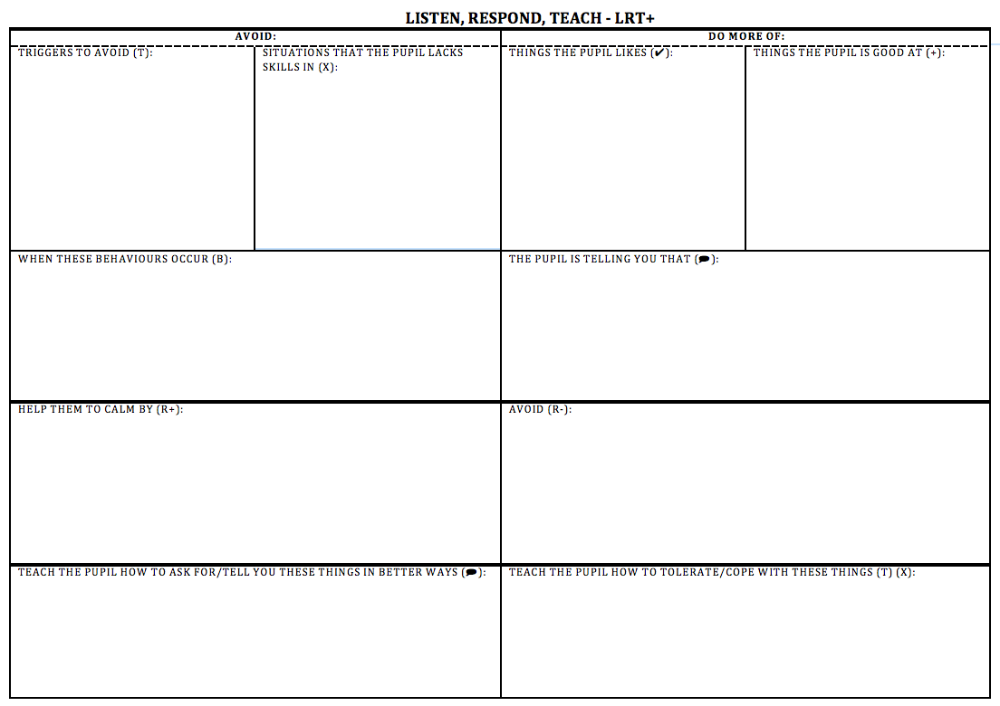 LISTEN, RESPOND, TEACH - LRT+
AVOID:
DO MORE OF:
TRIGGERS TO AVOID (T):
SITUATIONS THAT THE PUPIL LACKS
SKILLS IN (X):
THINGS THE PUPIL LIKES (✔):
THINGS THE PUPIL IS GOOD AT (+):
WHEN THESE BEHAVIOURS OCCUR (B):
THE PUPIL IS TELLING YOU THAT (💬):
HELP THEM TO CALM BY (R+):
AVOID (R-):
TEACH THE PUPIL HOW TO ASK FOR/TELL YOU THESE THINGS IN BETTER WAYS (💬):
TEACH THE PUPIL HOW TO TOLERATE/COPE WITH THESE THINGS (T) (X):